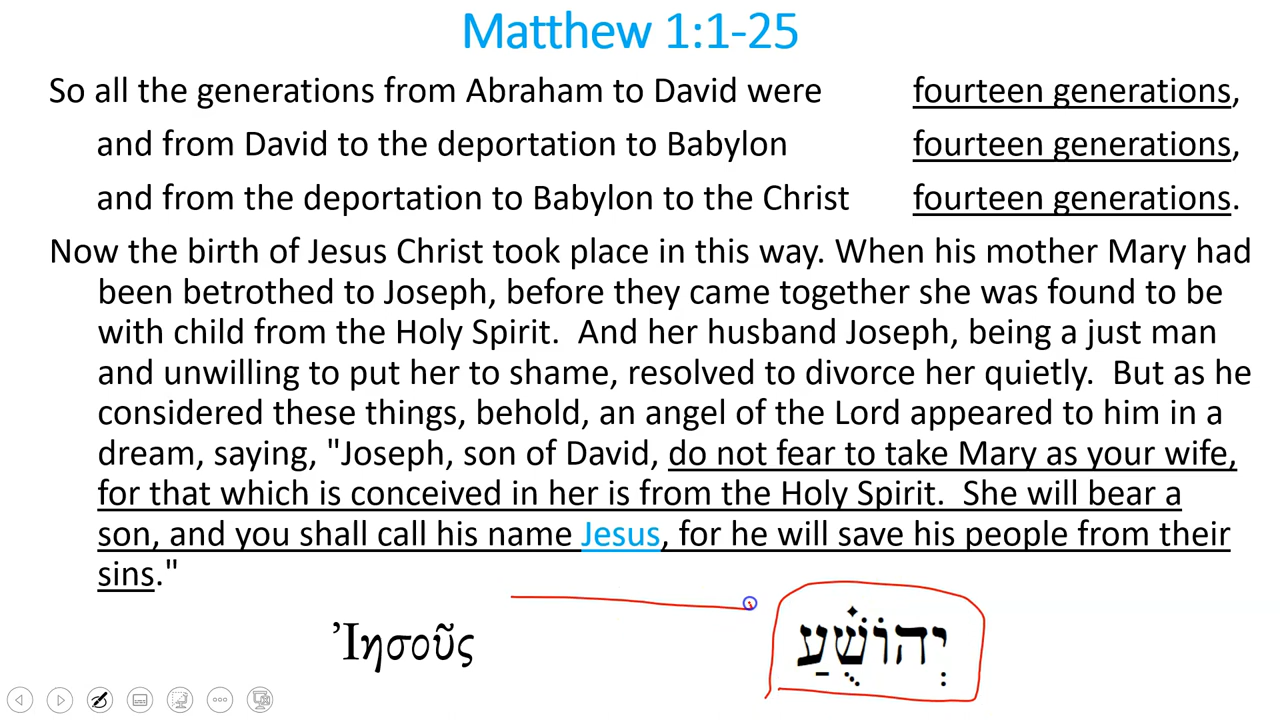 Matthew 1:1-25
So all the generations from Abraham to David were fourteen generations,
and from David to the deportation to Babylon fourteen generations,
and from the deportation to Babylon to the Christ fourteen generations.
Now the birth of Jesus Christ took place in this way. When his mother Mary had
been betrothed to Joseph, before they came together she was found to be
with child from the Holy Spirit. And her husband Joseph, being a just man
and unwilling to put her to shame, resolved to divorce her quietly. But as he
considered these things, behold, an angel of the Lord appeared to him in a
dream, saying, "Joseph, son of David, do not fear to take Mary as your wife,
for that which is conceived in her is from the Holy Spirit. She will bear a
son, and you shall call his name Jesus, for he will save his people from their
sins."
Ἰησοῦς יְהוֹשֻׁ֣עַ